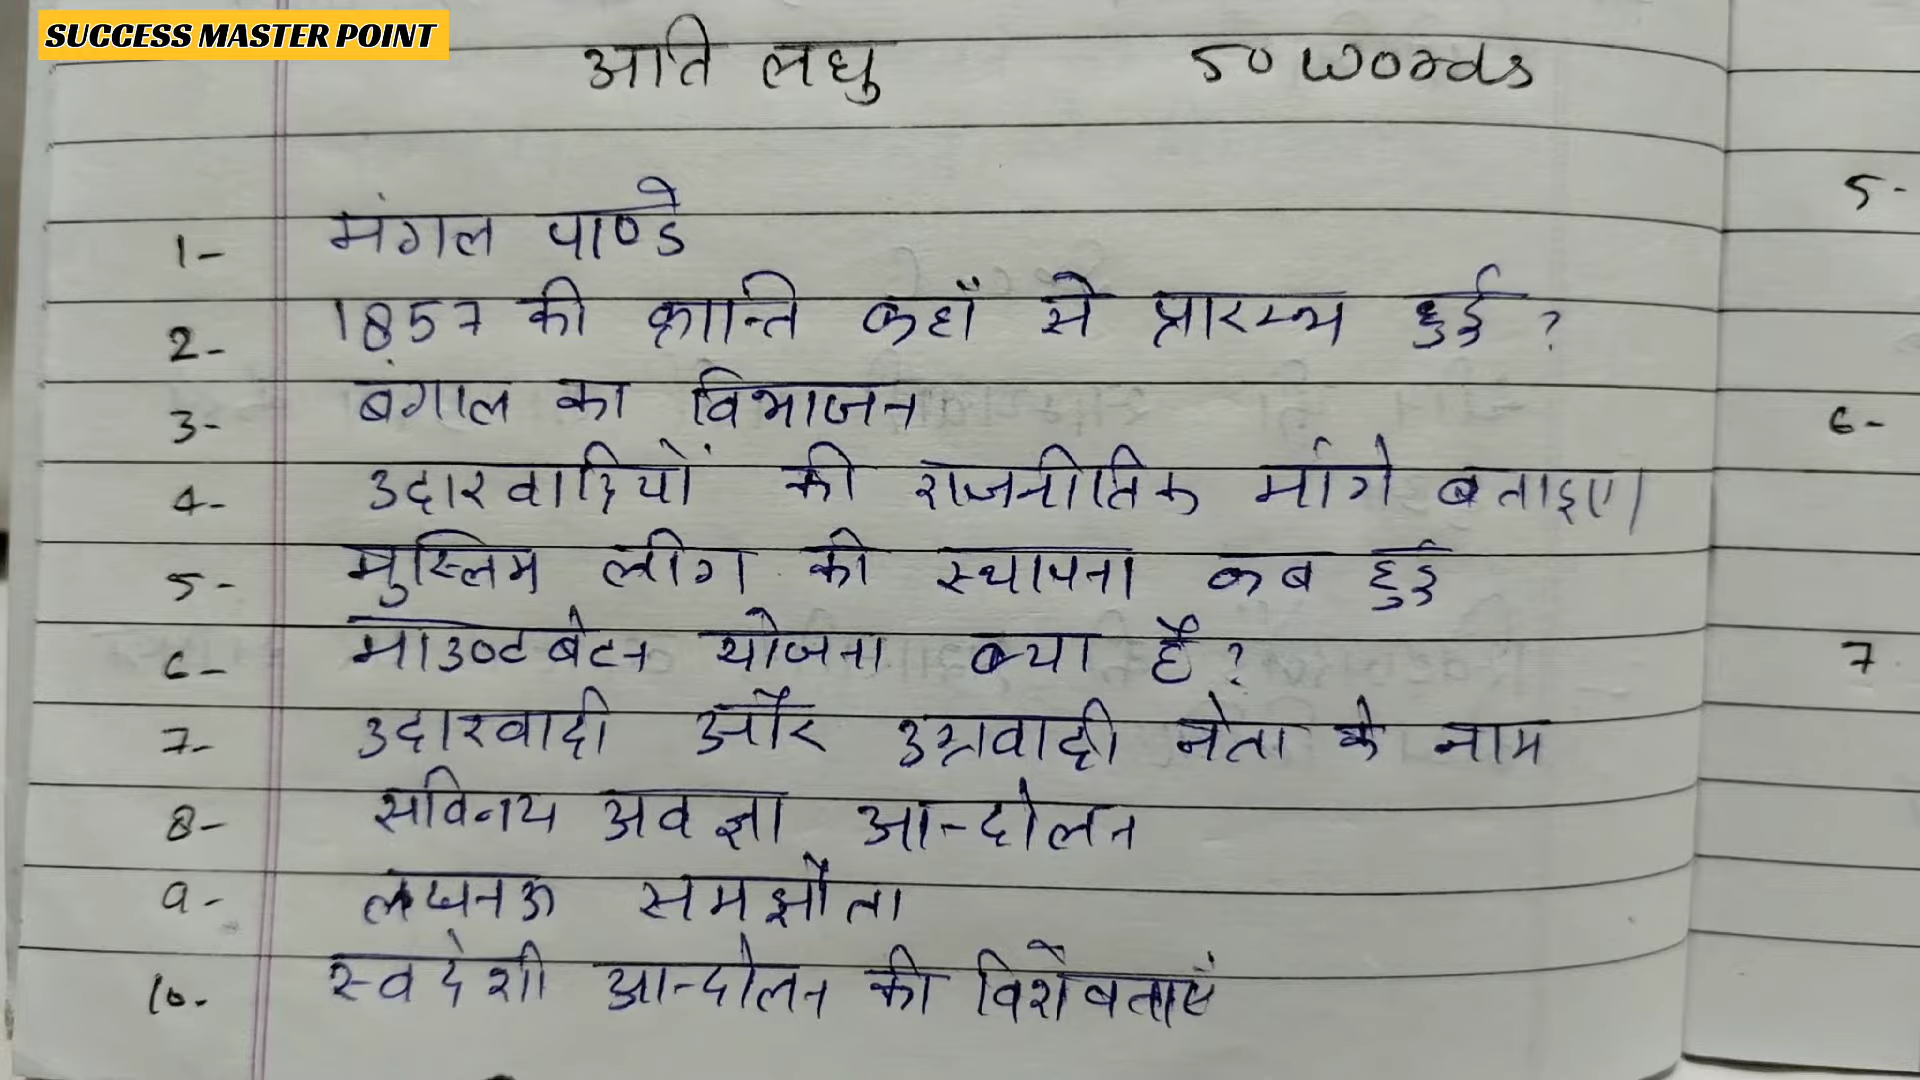 SUCCESS MASTER POINT
अति लघु 50 words
1- मंगल पाण्डे
2- 1857 की क्रान्ति कहाँ से प्रारम्भ हुई ?
3- बंगाल का विभाजन
4- उदारवादियों की राजनीतिक माँगे बताइए।
5- मुस्लिम लीग की स्थापना कब हुई
6- माउण्टबेटन योजना क्या है ?
7- उदारवादी और उग्रवादी नेता के नाम
8- सविनय अवज्ञा आन्दोलन
9- लखनऊ समझौता
10- स्वदेशी आन्दोलन की विशेषताएं
5-
6-
7